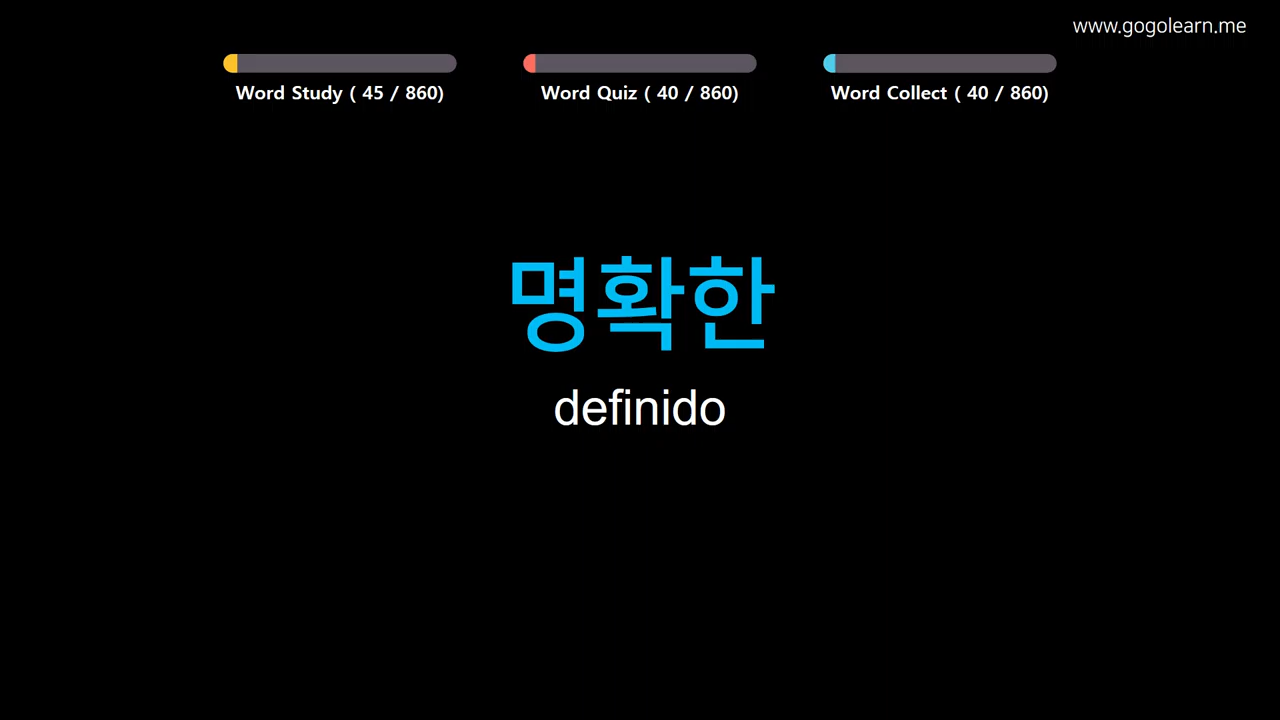 www.gogolearn.me
Word Study ( 45 / 860)
Word Quiz ( 40 / 860)
Word Collect ( 40 / 860)
명확한
definido